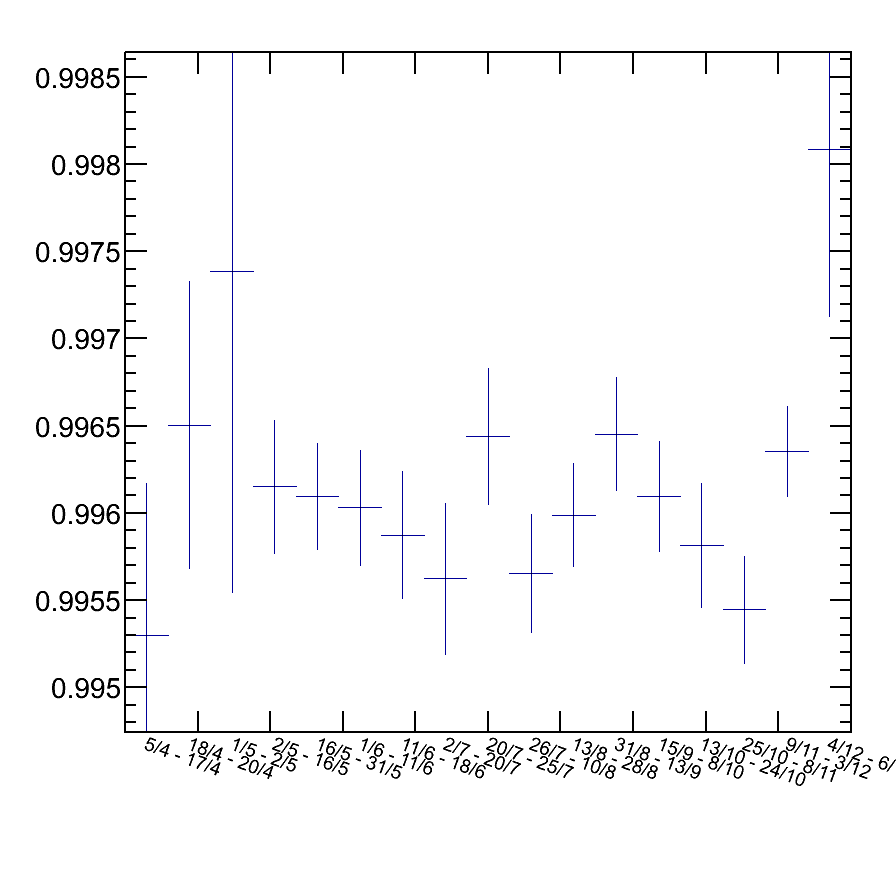 0.9985
0.998
0.9975
0.997
0.9965
0.996
0.9955
0.995
5/4 - 17/4
18/4 - 20/4
1/5 - 2/5
2/5 - 16/5
16/5 - 31/5
1/6 - 11/6
11/6 - 18/6
2/7 - 20/7
20/7 - 25/7
26/7 - 10/8
13/8 - 28/8
31/8 - 13/9
15/9 - 8/10
13/10 - 24/10
25/10 - 8/11
9/11 - 3/12
4/12 - 6/